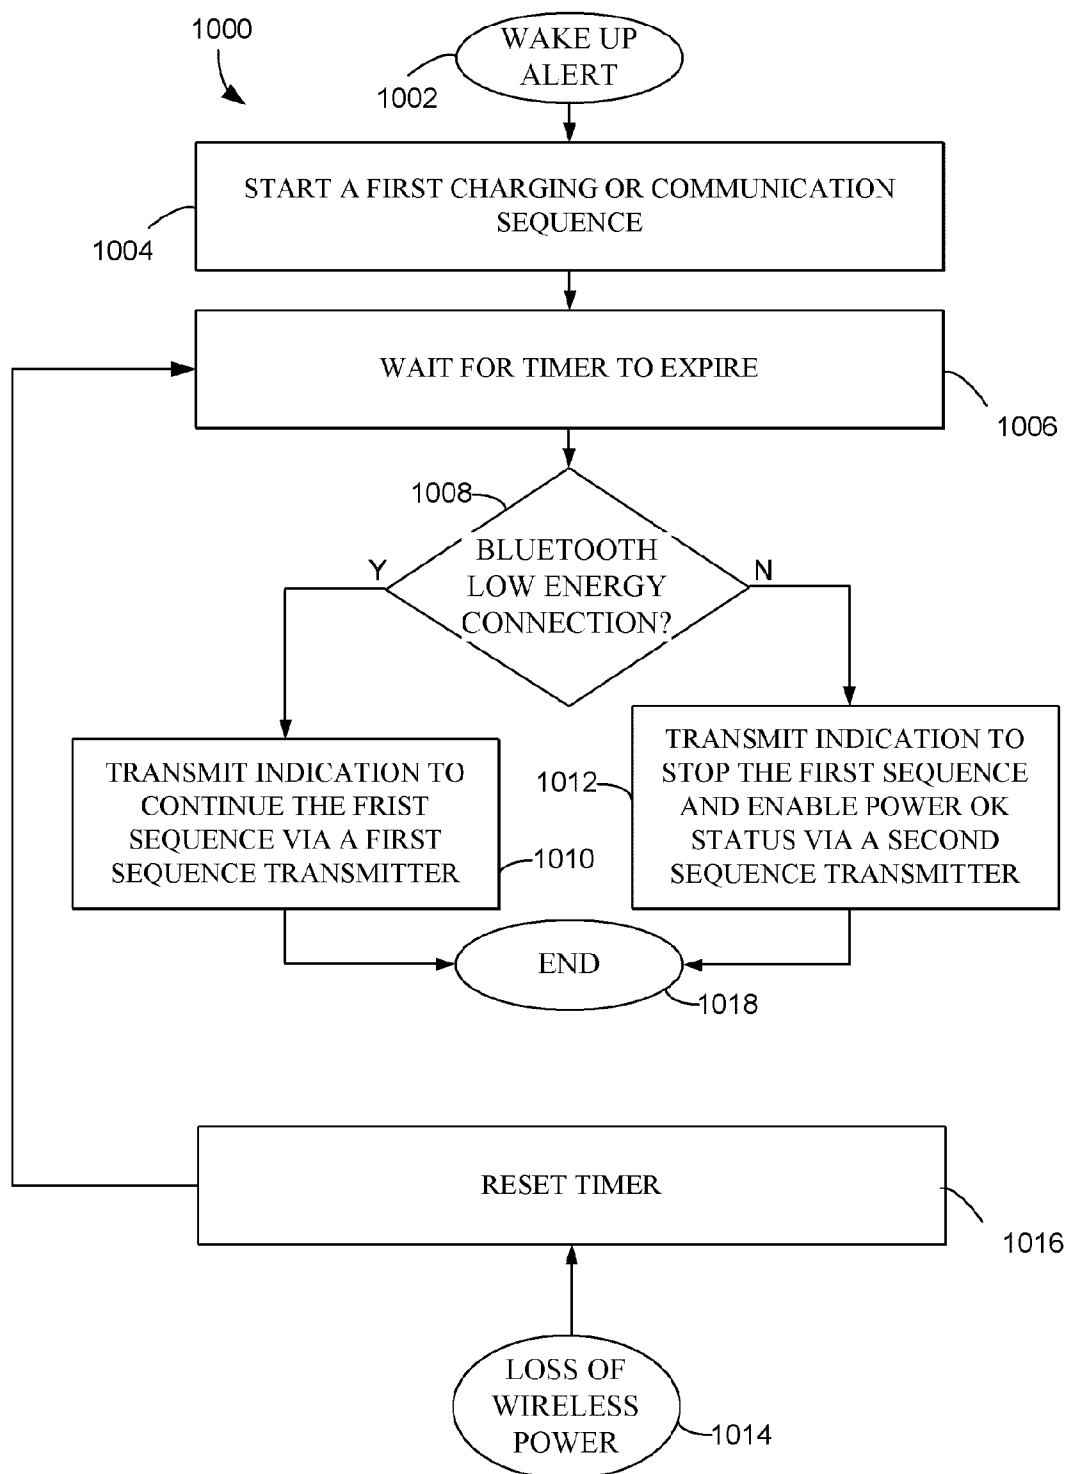 1000
WAKE UP
ALERT
1002
START A FIRST CHARGING OR COMMUNICATION
SEQUENCE
1004
WAIT FOR TIMER TO EXPIRE
1006
1008
BLUETOOTH
LOW ENERGY
CONNECTION?
Y
N
TRANSMIT INDICATION TO
CONTINUE THE FRIST
SEQUENCE VIA A FIRST
SEQUENCE TRANSMITTER
1010
TRANSMIT INDICATION TO
STOP THE FIRST SEQUENCE
AND ENABLE POWER OK
STATUS VIA A SECOND
SEQUENCE TRANSMITTER
1012
END
1018
RESET TIMER
1016
LOSS OF
WIRELESS
POWER
1014